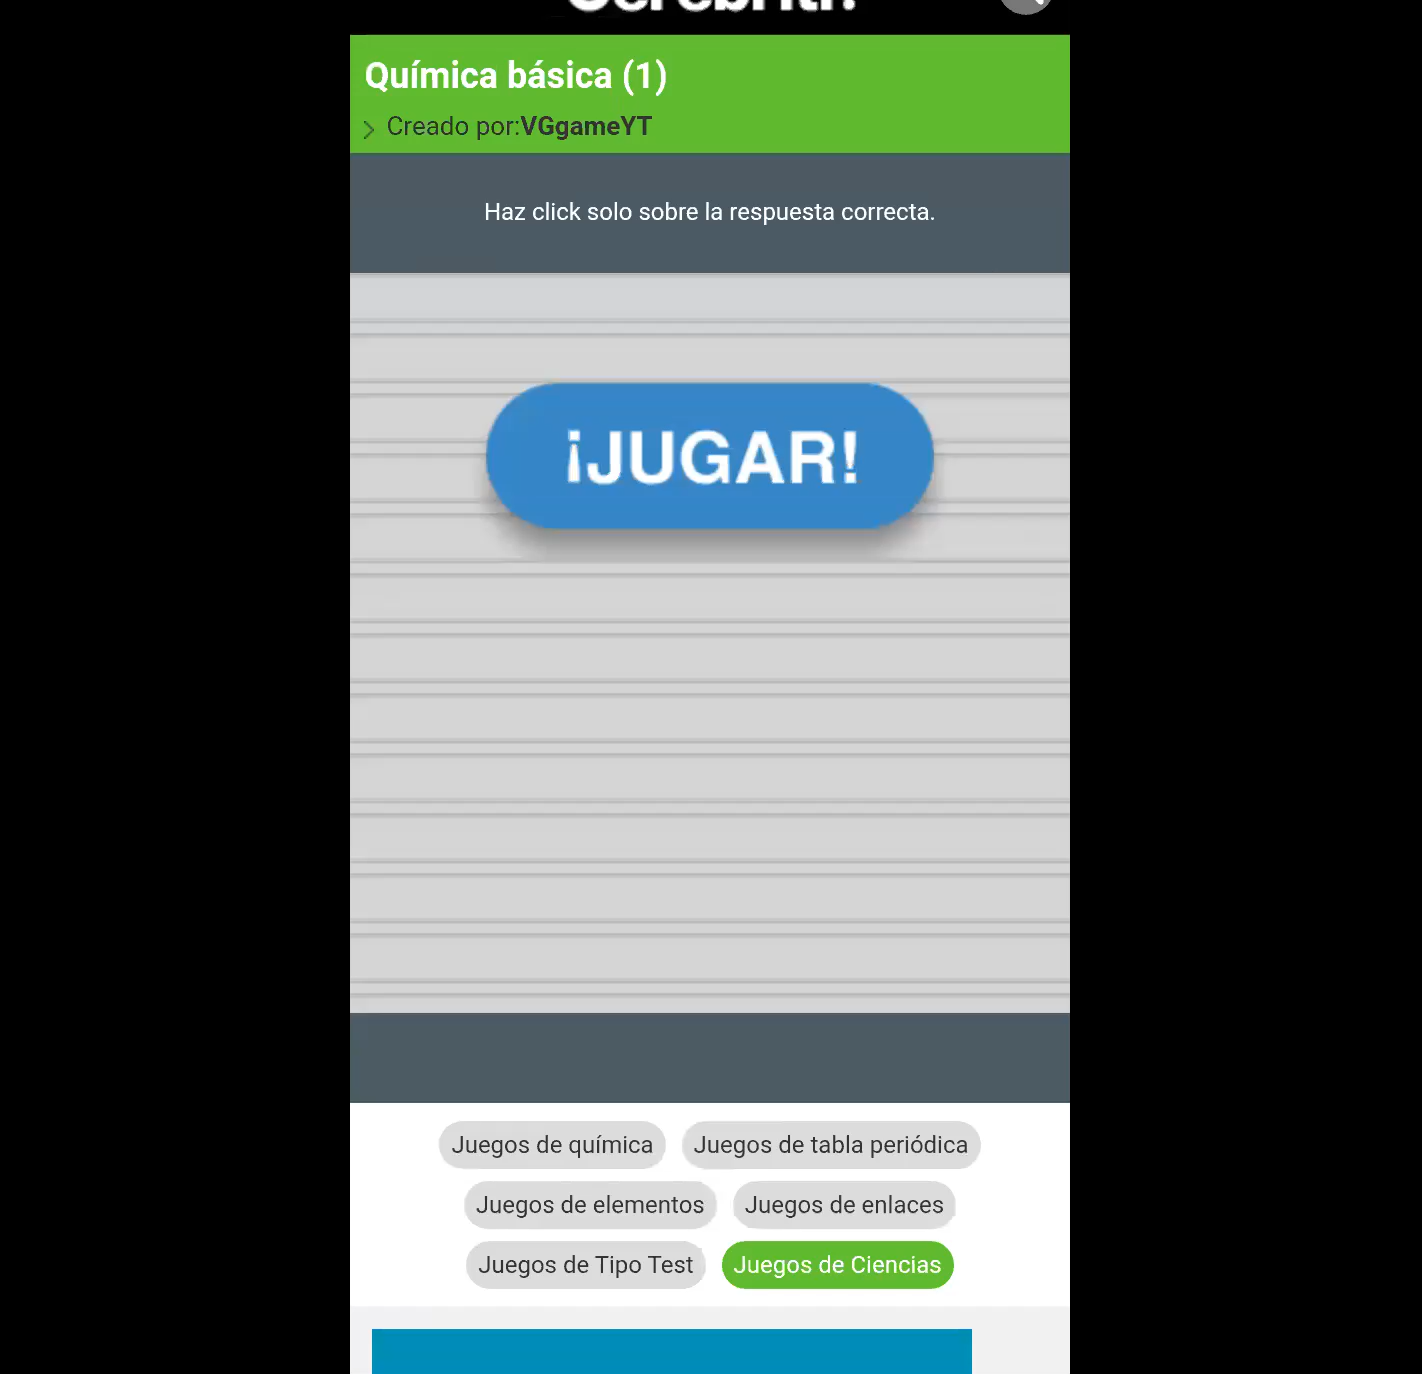 Química básica (1)
Creado por:VGgameYT
Haz click solo sobre la respuesta correcta.
¡JUGAR!
Juegos de química Juegos de tabla periódica
Juegos de elementos Juegos de enlaces
Juegos de Tipo Test Juegos de Ciencias